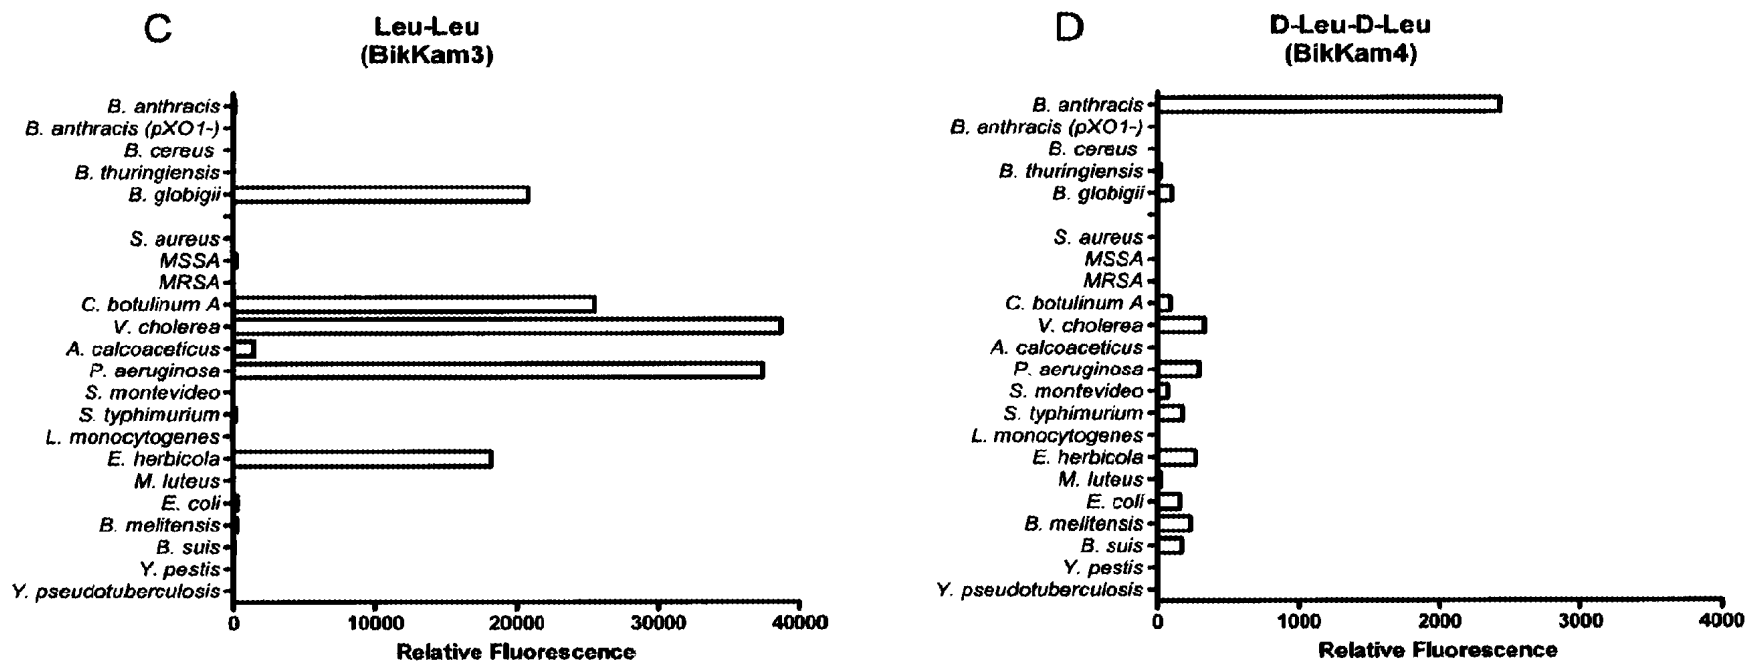 C
Leu-Leu
(BikKam3)
B. anthracis
B. anthracis (pXO1-)
B. cereus
B. thuringiensis
B. globigii
S. aureus
MSSA
MRSA
C. botulinum A
V. cholerea
A. calcoaceticus
P. aeruginosa
S. montevideo
S. typhimurium
L. monocytogenes
E. herbicola
M. luteus
E. coli
B. melitensis
B. suis
Y. pestis
Y. pseudotuberculosis
0 10000 20000 30000 40000
Relative Fluorescence
D
D-Leu-D-Leu
(BikKam4)
B. anthracis
B. anthracis (pXO1-)
B. cereus
B. thuringiensis
B. globigii
S. aureus
MSSA
MRSA
C. botulinum A
V. cholerea
A. calcoaceticus
P. aeruginosa
S. montevideo
S. typhimurium
L. monocytogenes
E. herbicola
M. luteus
E. coli
B. melitensis
B. suis
Y. pestis
Y. pseudotuberculosis
0 1000 2000 3000 4000
Relative Fluorescence